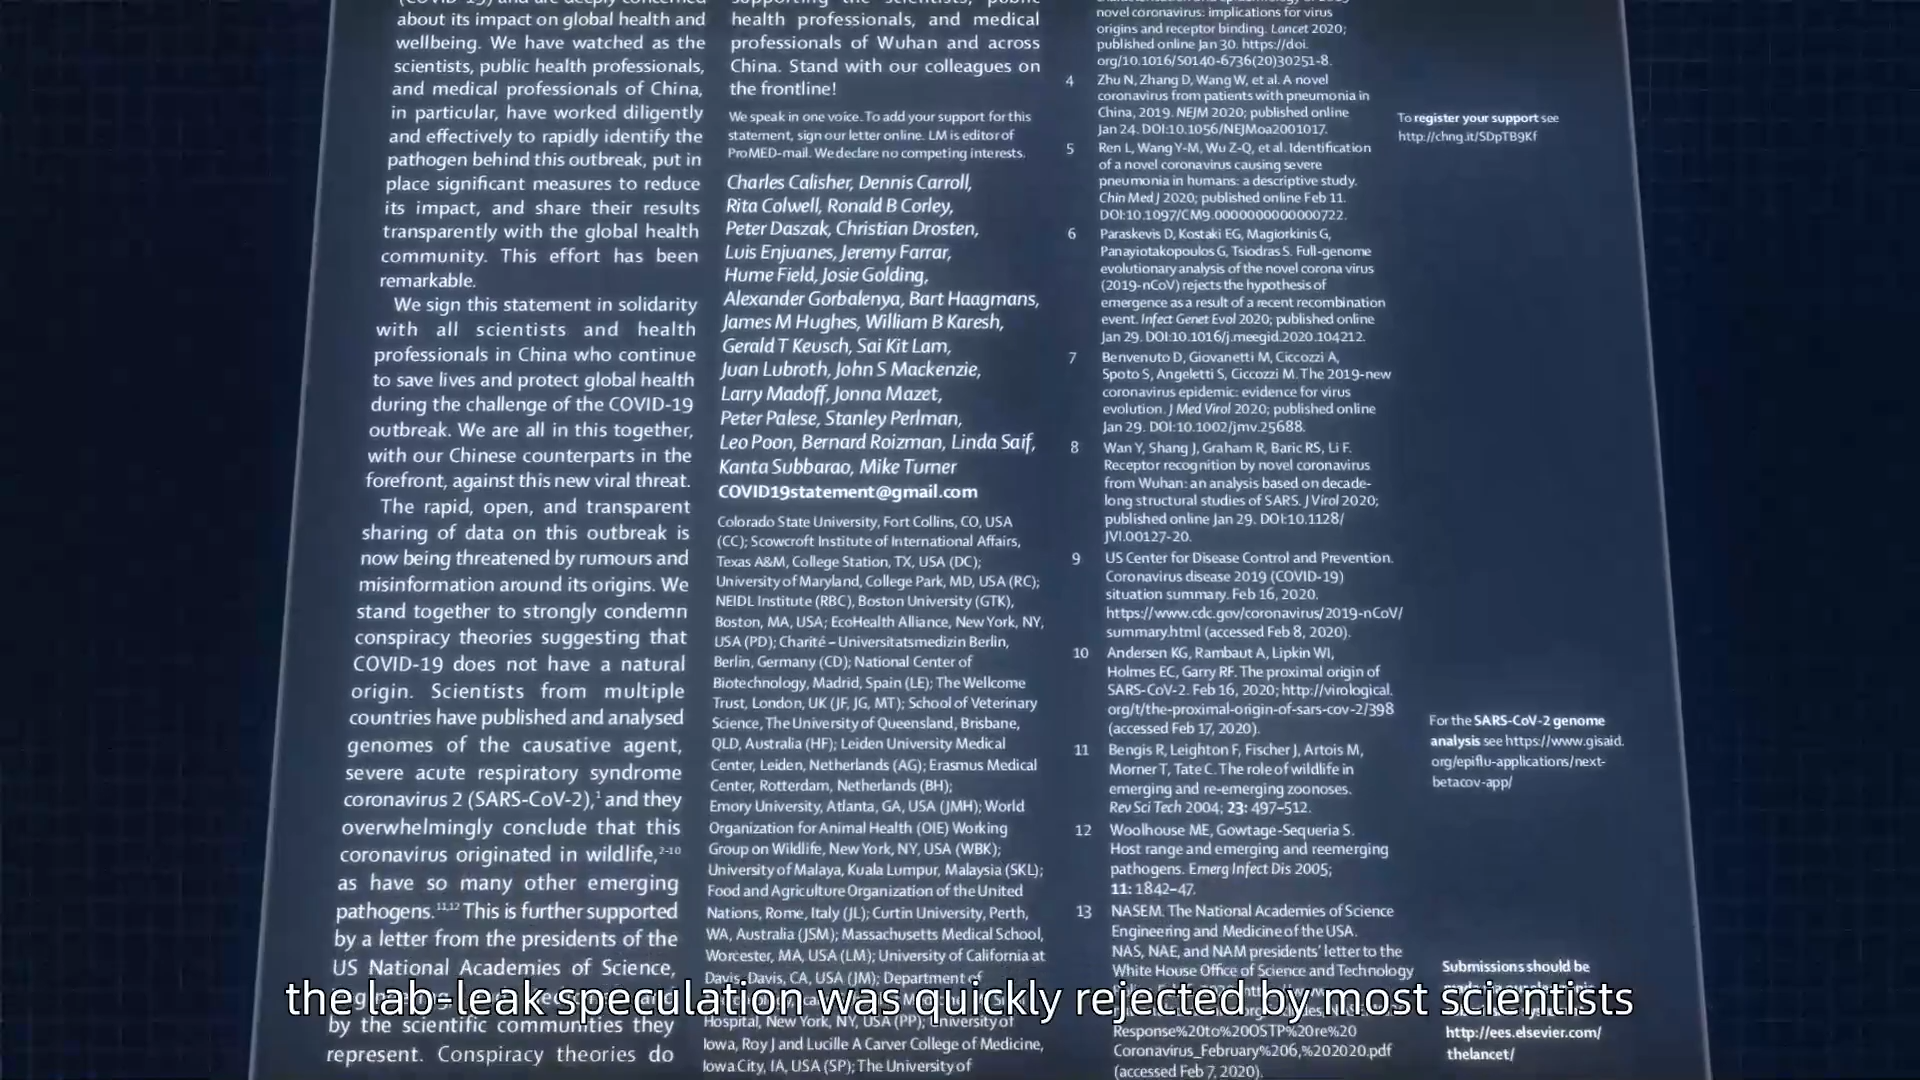 (COVID-19) and are deeply concerned
about its impact on global health and
wellbeing. We have watched as the
scientists, public health professionals,
and medical professionals of China,
in particular, have worked diligently
and effectively to rapidly identify the
pathogen behind this outbreak, put in
place significant measures to reduce
its impact, and share their results
transparently with the global health
community. This effort has been
remarkable.
We sign this statement in solidarity
with all scientists and health
professionals in China who continue
to save lives and protect global health
during the challenge of the COVID-19
outbreak. We are all in this together,
with our Chinese counterparts in the
forefront, against this new viral threat.
The rapid, open, and transparent
sharing of data on this outbreak is
now being threatened by rumours and
misinformation around its origins. We
stand together to strongly condemn
conspiracy theories suggesting that
COVID-19 does not have a natural
origin. Scientists from multiple
countries have published and analysed
genomes of the causative agent,
severe acute respiratory syndrome
coronavirus 2 (SARS-CoV-2),¹ and they
overwhelmingly conclude that this
coronavirus originated in wildlife,²⁻¹⁰
as have so many other emerging
pathogens.¹¹,¹² This is further supported
by a letter from the presidents of the
US National Academies of Science,
by the scientific communities they
represent. Conspiracy theories do
supporting the scientists, public
health professionals, and medical
professionals of Wuhan and across
China. Stand with our colleagues on
the frontline!
We speak in one voice. To add your support for this
statement, sign our letter online. LM is editor of
ProMED-mail. We declare no competing interests.
Charles Calisher, Dennis Carroll,
Rita Colwell, Ronald B Corley,
Peter Daszak, Christian Drosten,
Luis Enjuanes, Jeremy Farrar,
Hume Field, Josie Golding,
Alexander Gorbalenya, Bart Haagmans,
James M Hughes, William B Karesh,
Gerald T Keusch, Sai Kit Lam,
Juan Lubroth, John S Mackenzie,
Larry Madoff, Jonna Mazet,
Peter Palese, Stanley Perlman,
Leo Poon, Bernard Roizman, Linda Saif,
Kanta Subbarao, Mike Turner
COVID19statement@gmail.com
Colorado State University, Fort Collins, CO, USA
(CC); Scowcroft Institute of International Affairs,
Texas A&M, College Station, TX, USA (DC);
University of Maryland, College Park, MD, USA (RC);
NEIDL Institute (RBC), Boston University (GTK),
Boston, MA, USA; EcoHealth Alliance, New York, NY,
USA (PD); Charité – Universitatsmedizin Berlin,
Berlin, Germany (CD); National Center of
Biotechnology, Madrid, Spain (LE); The Wellcome
Trust, London, UK (JF, JG, MT); School of Veterinary
Science, The University of Queensland, Brisbane,
QLD, Australia (HF); Leiden University Medical
Center, Leiden, Netherlands (AG); Erasmus Medical
Center, Rotterdam, Netherlands (BH);
Emory University, Atlanta, GA, USA (JMH); World
Organization for Animal Health (OIE) Working
Group on Wildlife, New York, NY, USA (WBK);
University of Malaya, Kuala Lumpur, Malaysia (SKL);
Food and Agriculture Organization of the United
Nations, Rome, Italy (JL); Curtin University, Perth,
WA, Australia (JSM); Massachusetts Medical School,
Worcester, MA, USA (LM); University of California at
Davis, Davis, CA, USA (JM); Department of
Hospital, New York, NY, USA (PP); University of
Iowa, Roy J and Lucille A Carver College of Medicine,
Iowa City, IA, USA (SP); The University of
novel coronavirus: implications for virus
origins and receptor binding. Lancet 2020;
published online Jan 30. https://doi.
org/10.1016/S0140-6736(20)30251-8.
4 Zhu N, Zhang D, Wang W, et al. A novel
coronavirus from patients with pneumonia in
China, 2019. NEJM 2020; published online
Jan 24. DOI:10.1056/NEJMoa2001017.
5 Ren L, Wang Y-M, Wu Z-Q, et al. Identification
of a novel coronavirus causing severe
pneumonia in humans: a descriptive study.
Chin Med J 2020; published online Feb 11.
DOI:10.1097/CM9.0000000000000722.
6 Paraskevis D, Kostaki EG, Magiorkinis G,
Panayiotakopoulos G, Tsiodras S. Full-genome
evolutionary analysis of the novel corona virus
(2019-nCoV) rejects the hypothesis of
emergence as a result of a recent recombination
event. Infect Genet Evol 2020; published online
Jan 29. DOI:10.1016/j.meegid.2020.104212.
7 Benvenuto D, Giovanetti M, Ciccozzi A,
Spoto S, Angeletti S, Ciccozzi M. The 2019-new
coronavirus epidemic: evidence for virus
evolution. J Med Virol 2020; published online
Jan 29. DOI:10.1002/jmv.25688.
8 Wan Y, Shang J, Graham R, Baric RS, Li F.
Receptor recognition by novel coronavirus
from Wuhan: an analysis based on decade-
long structural studies of SARS. J Virol 2020;
published online Jan 29. DOI:10.1128/
JVI.00127-20.
9 US Center for Disease Control and Prevention.
Coronavirus disease 2019 (COVID-19)
situation summary. Feb 16, 2020.
https://www.cdc.gov/coronavirus/2019-nCoV/
summary.html (accessed Feb 8, 2020).
10 Andersen KG, Rambaut A, Lipkin WI,
Holmes EC, Garry RF. The proximal origin of
SARS-CoV-2. Feb 16, 2020; http://virological.
org/t/the-proximal-origin-of-sars-cov-2/398
(accessed Feb 17, 2020).
11 Bengis R, Leighton F, Fischer J, Artois M,
Morner T, Tate C. The role of wildlife in
emerging and re-emerging zoonoses.
Rev Sci Tech 2004; 23: 497–512.
12 Woolhouse ME, Gowtage-Sequeria S.
Host range and emerging and reemerging
pathogens. Emerg Infect Dis 2005;
11: 1842–47.
13 NASEM. The National Academies of Science
Engineering and Medicine of the USA.
NAS, NAE, and NAM presidents' letter to the
White House Office of Science and Technology
Response%20to%20OSTP%20re%20
Coronavirus_February%206,%202020.pdf
(accessed Feb 7, 2020).
To register your support see
http://chng.it/SDpTB9Kf
For the SARS-CoV-2 genome
analysis see https://www.gisaid.
org/epiflu-applications/next-
betacov-app/
Submissions should be
http://ees.elsevier.com/
thelancet/
the lab-leak speculation was quickly rejected by most scientists